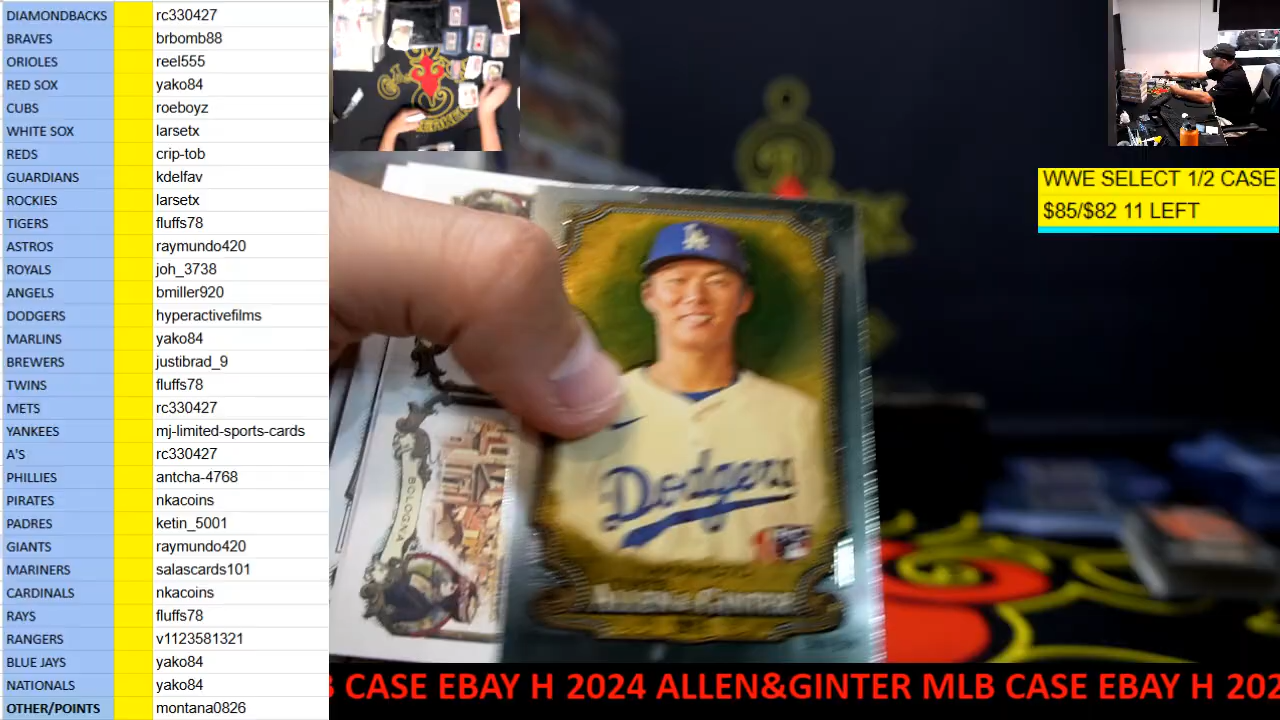 DIAMONDBACKS rc330427
BRAVES brbomb88
ORIOLES reel555
RED SOX yako84
CUBS roeboyz
WHITE SOX larsetx
REDS crip-tob
GUARDIANS kdelfav
ROCKIES larsetx
TIGERS fluffs78
ASTROS raymundo420
ROYALS joh_3738
ANGELS bmiller920
DODGERS hyperactivefilms
MARLINS yako84
BREWERS justibrad_9
TWINS fluffs78
METS rc330427
YANKEES mj-limited-sports-cards
A'S rc330427
PHILLIES antcha-4768
PIRATES nkacoins
PADRES ketin_5001
GIANTS raymundo420
MARINERS salascards101
CARDINALS nkacoins
RAYS fluffs78
RANGERS v1123581321
BLUE JAYS yako84
NATIONALS yako84
OTHER/POINTS montana0826
WWE SELECT 1/2 CASE
$85/$82 11 LEFT
LA
Dodgers
ALLEN & GINTER
BOLOGNA
CASE EBAY H 2024 ALLEN&GINTER MLB CASE EBAY H 202